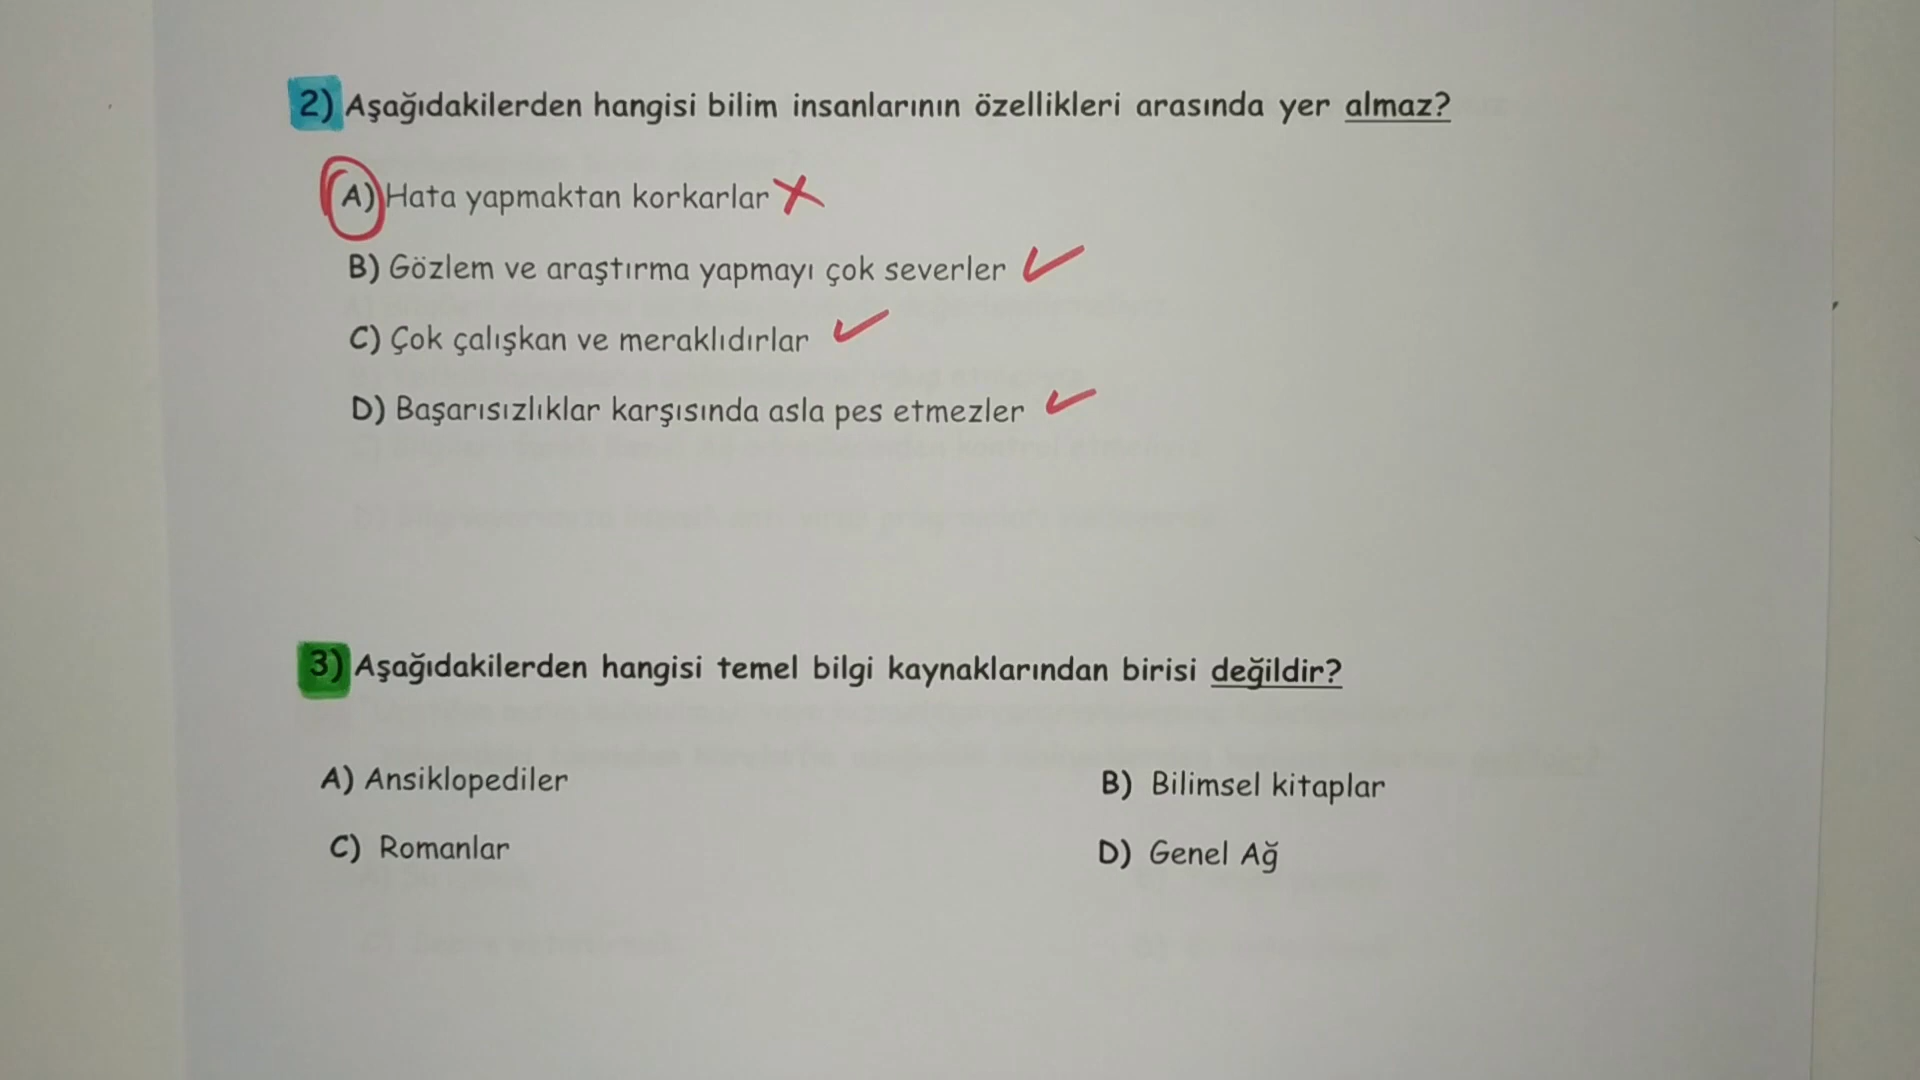 2) Aşağıdakilerden hangisi bilim insanlarının özellikleri arasında yer almaz?
A) Hata yapmaktan korkarlar
B) Gözlem ve araştırma yapmayı çok severler
C) Çok çalışkan ve meraklıdırlar
D) Başarısızlıklar karşısında asla pes etmezler
3) Aşağıdakilerden hangisi temel bilgi kaynaklarından birisi değildir?
A) Ansiklopediler
B) Bilimsel kitaplar
C) Romanlar
D) Genel Ağ